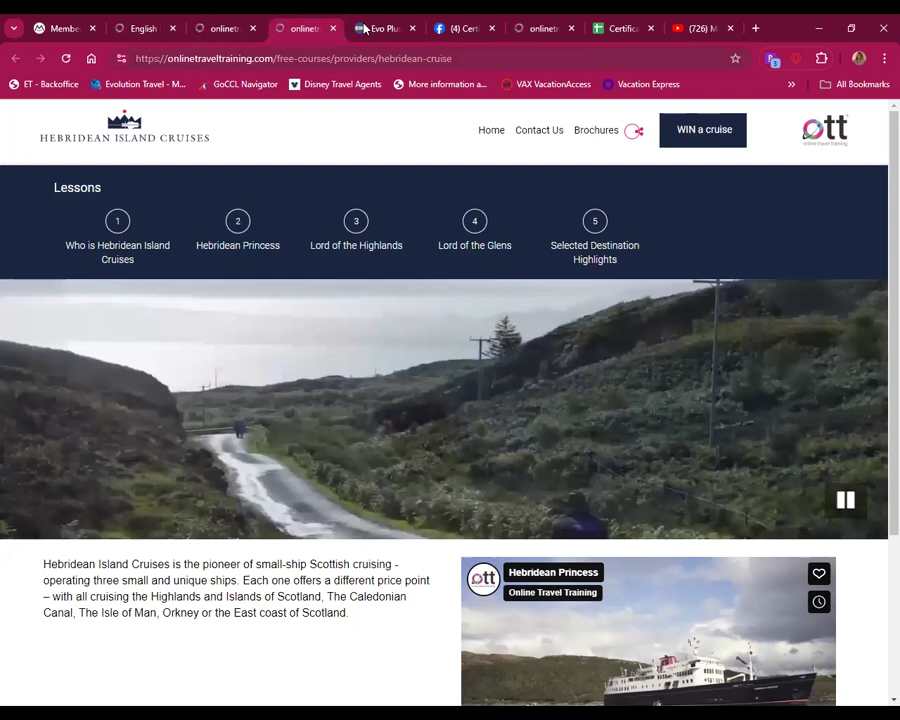 Membe
English
onlinetr
onlinetr
Evo Plus
(4) Certi
onlinetr
Certifica
(726) M
https://onlinetraveltraining.com/free-courses/providers/hebridean-cruise
3
ET - Backoffice
Evolution Travel - M...
GoCCL Navigator
Disney Travel Agents
More information a...
VAX VacationAccess
Vacation Express
»
All Bookmarks
HEBRIDEAN ISLAND CRUISES
Home
Contact Us
Brochures
WIN a cruise
ott
online travel training
Lessons
1
2
3
4
5
Who is Hebridean Island
Cruises
Hebridean Princess
Lord of the Highlands
Lord of the Glens
Selected Destination
Highlights
Hebridean Island Cruises is the pioneer of small-ship Scottish cruising -
operating three small and unique ships. Each one offers a different price point
– with all cruising the Highlands and Islands of Scotland, The Caledonian
Canal, The Isle of Man, Orkney or the East coast of Scotland.
ott
Hebridean Princess
Online Travel Training